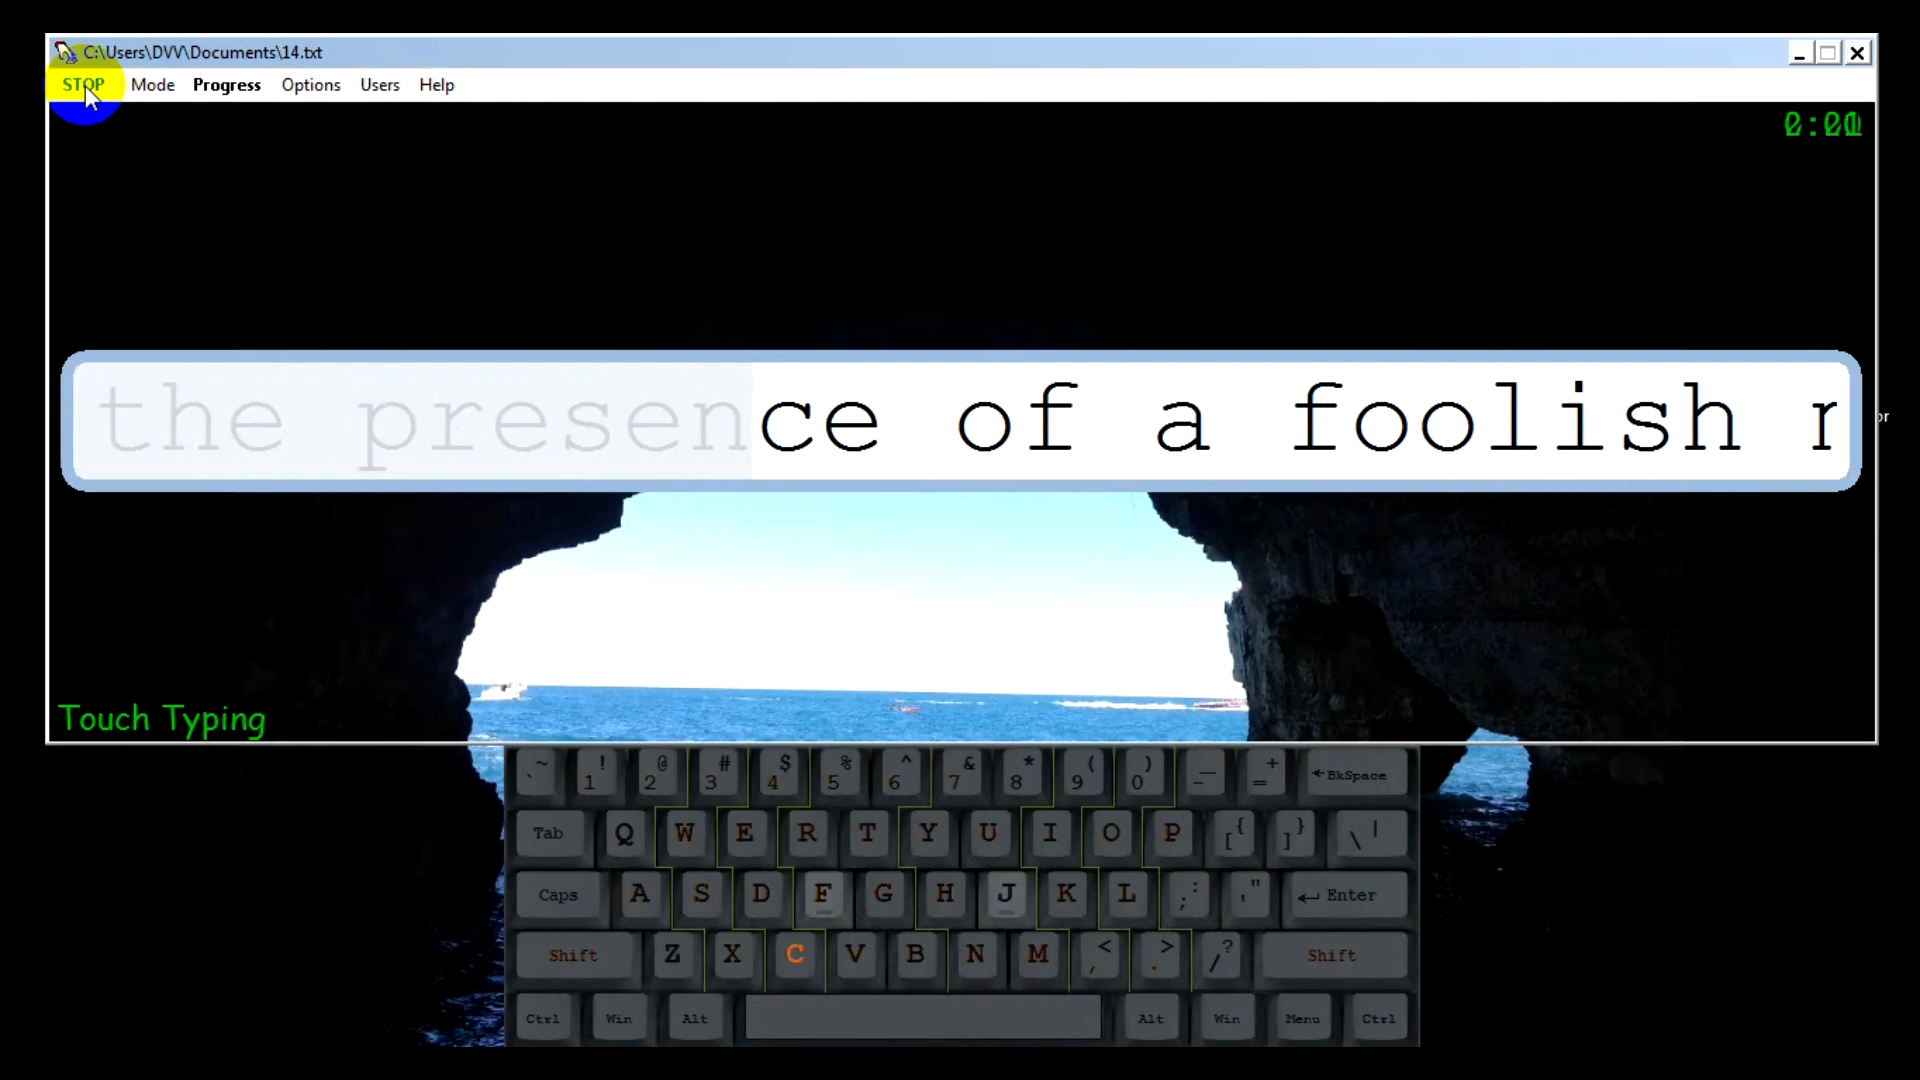 C:\Users\DVV\Documents\14.txt
STOP Mode Progress Options Users Help
the presence of a foolish
or
Touch Typing
` ~ ! 1 @ 2 # 3 $ 4 % 5 ^ 6 & 7 * 8 ( 9 ) 0 _ - + = ←BkSpace
Tab Q W E R T Y U I O P [ { ] } \ |
Caps A S D F G H J K L ; : ' " ↵ Enter
Shift Z X C V B N M < , > . / ? Shift
Ctrl Win Alt Alt Win Menu Ctrl